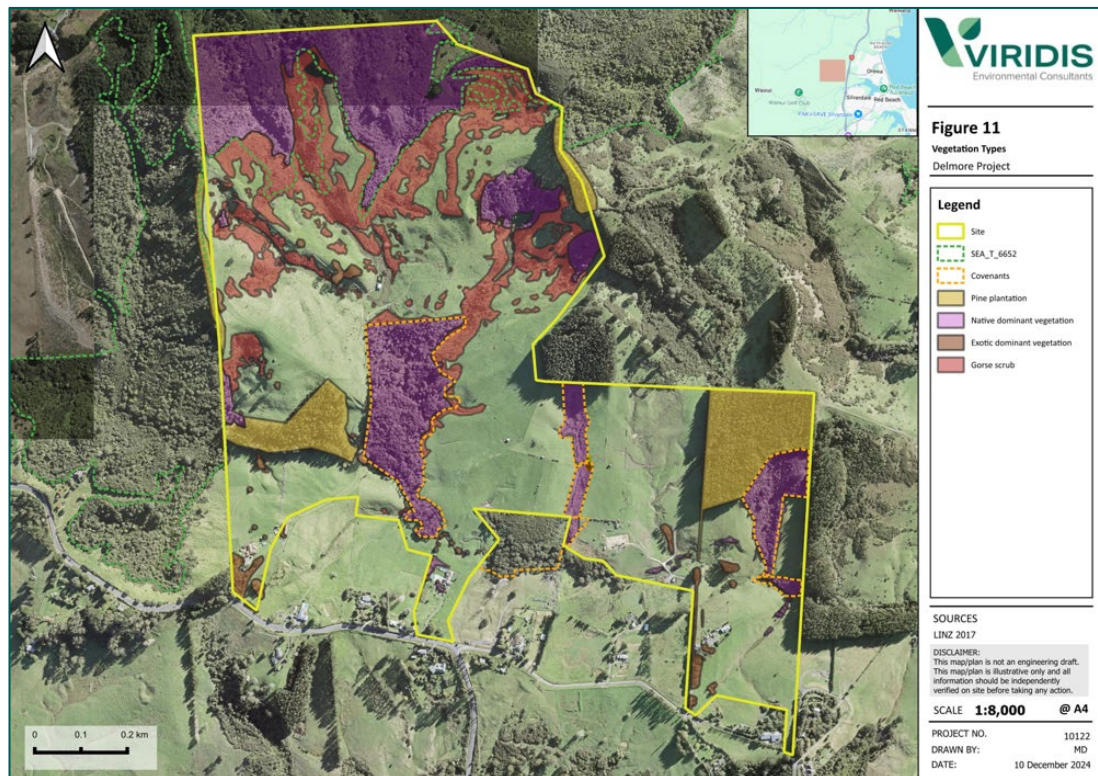 VIRIDIS
Environmental Consultants
Figure 11
Vegetation Types
Delmore Project
Legend
Site
SEA_T_6652
Covenants
Pine plantation
Native dominant vegetation
Exotic dominant vegetation
Gorse scrub
SOURCES
LINZ 2017
DISCLAIMER:
This map/plan is not an engineering draft.
This map/plan is illustrative only and all
information should be independently
verified on site before taking any action.
SCALE 1:8,000 @ A4
PROJECT NO. 10122
DRAWN BY: MD
DATE: 10 December 2024
Orewa
Wainui
Silverdale
Red Beach
Wainui Golf Club
0 0.1 0.2 km